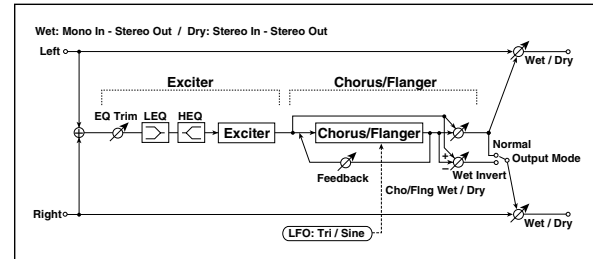 Wet: Mono In - Stereo Out / Dry: Stereo In - Stereo Out
Left
Wet / Dry
Exciter
Chorus/Flanger
EQ Trim
LEQ
HEQ
Exciter
Chorus/Flanger
Normal
Output Mode
+
−
Feedback
Wet Invert
Cho/Flng Wet / Dry
Right
Wet / Dry
LFO: Tri / Sine